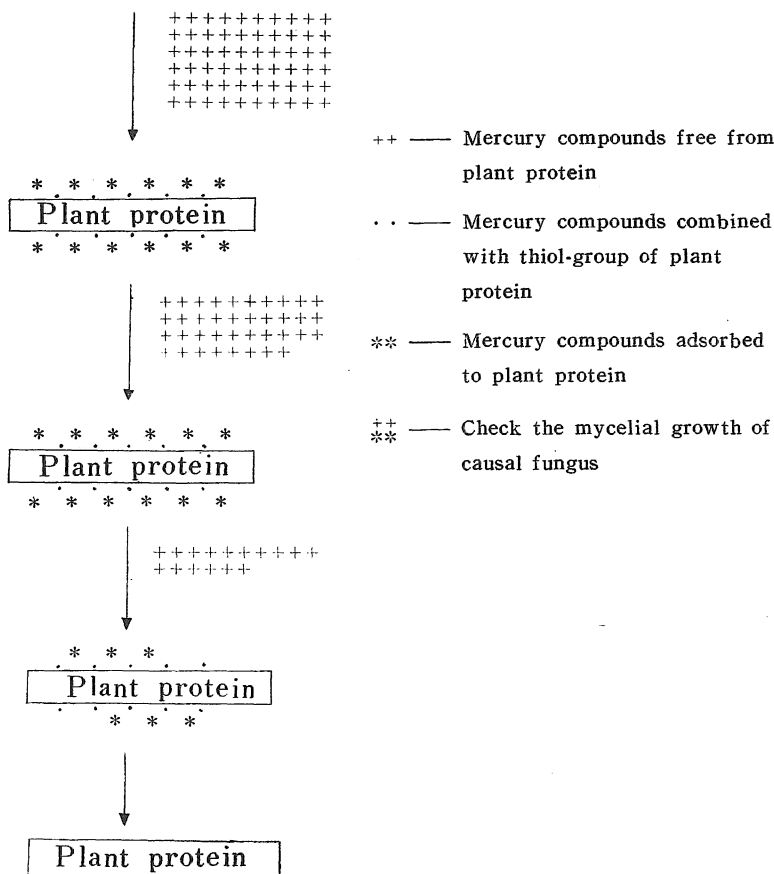 ++++++++++
++++++++++
++++++++++
++++++++++
++++++++++
++++++++++
++ — Mercury compounds free from
plant protein
* * * * * *
. . . . .
Plant protein
. . . . .
* * * * * *
· · — Mercury compounds combined
with thiol-group of plant
protein
++++++++++
++++++++++
++++++++++
++++++++
** — Mercury compounds adsorbed
to plant protein
++
** — Check the mycelial growth of
causal fungus
* * * * * *
. . . . .
Plant protein
. . . . .
* * * * * *
++++++++++
++++++
* * *
. . . . .
Plant protein
. . . . .
* * *
Plant protein